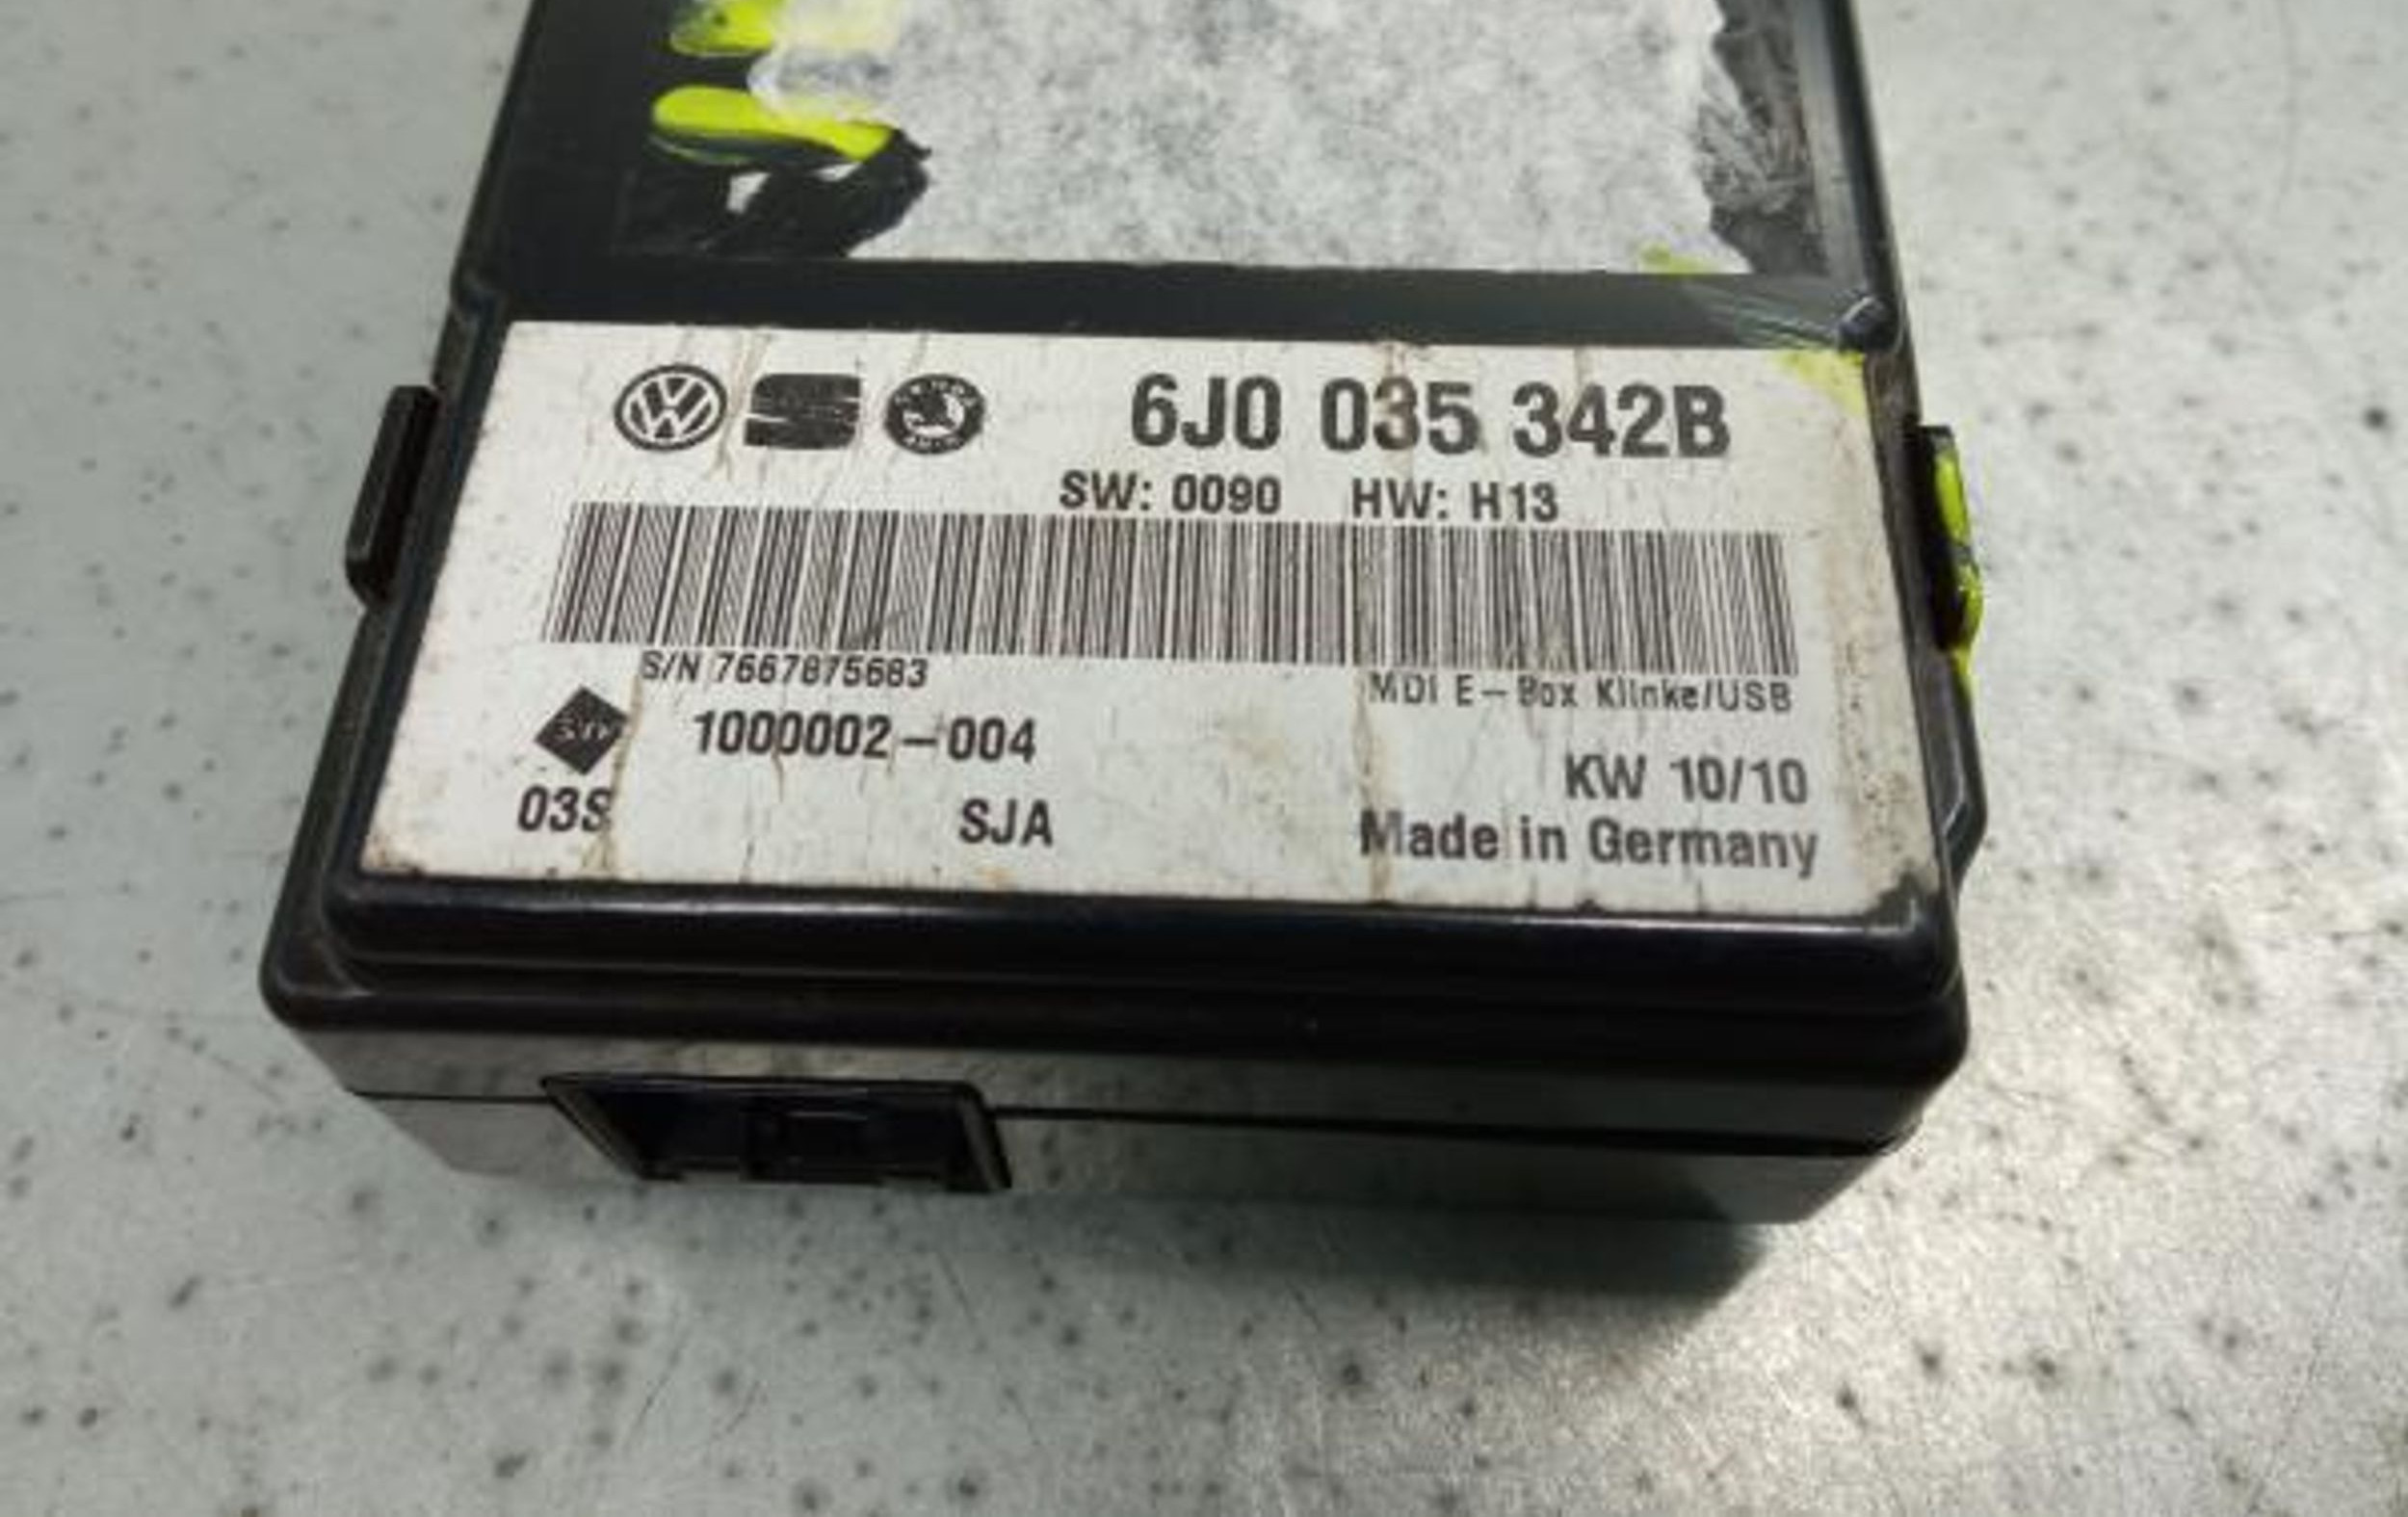 6J0 035 342B
SW: 0090 HW: H13
S/N 7667875683
MDI E-Box Klinke/USB
1000002-004
KW 10/10
03S
SJA
Made in Germany